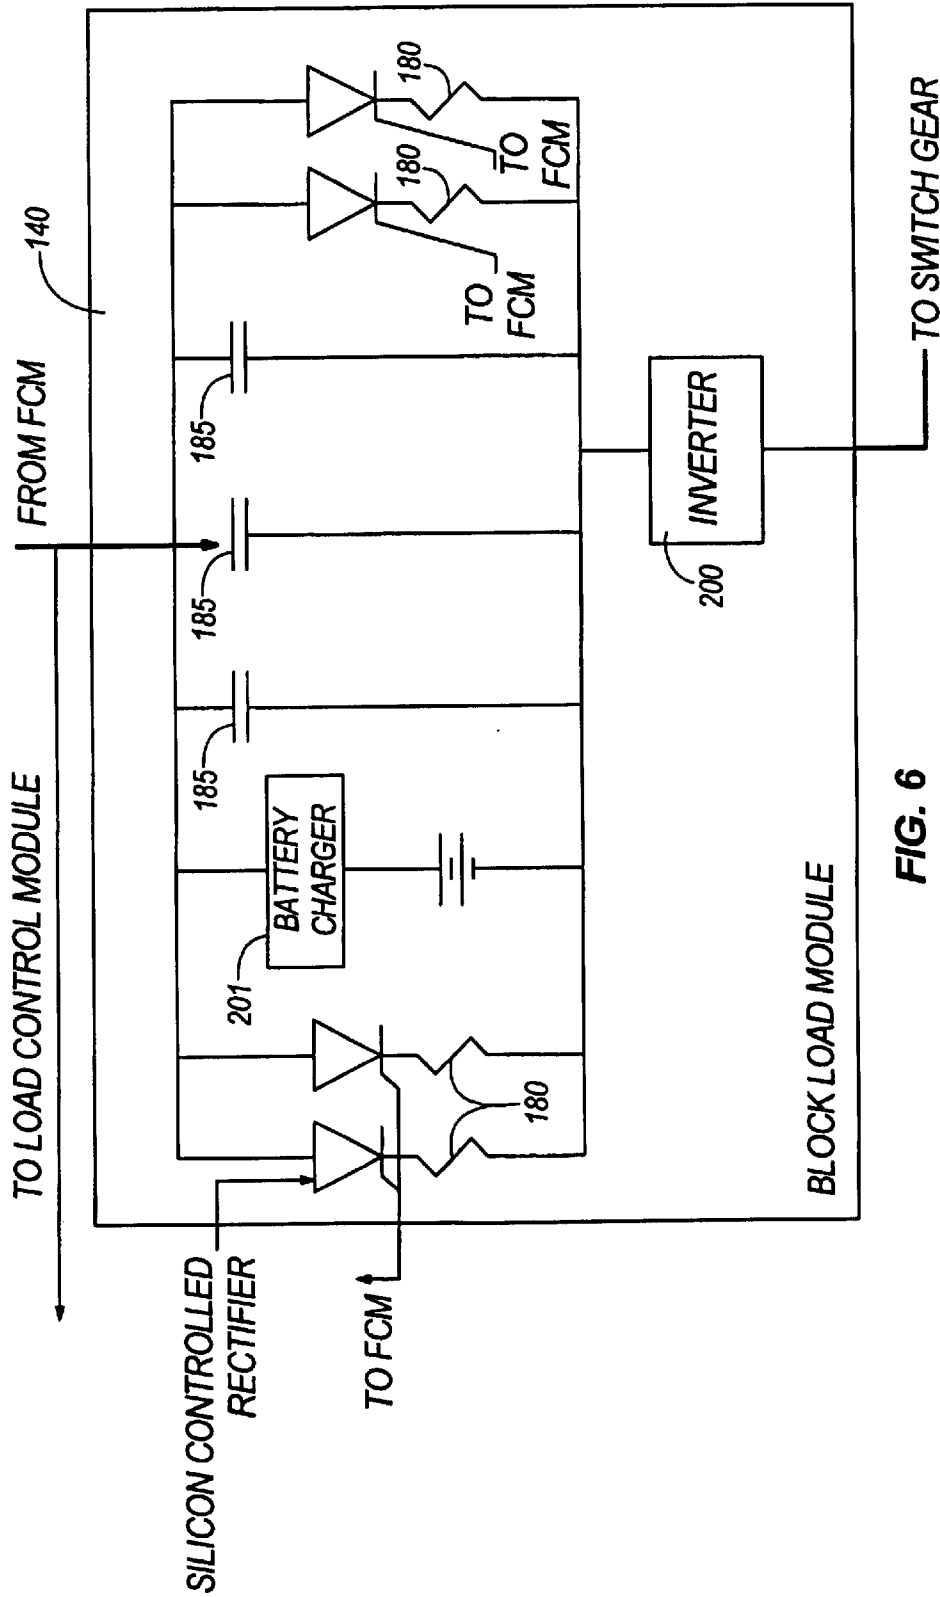 TO LOAD CONTROL MODULE
FROM FCM
140
SILICON CONTROLLED
RECTIFIER
TO FCM
201
BATTERY
CHARGER
185
185
185
180
180
180
TO
FCM
TO
FCM
200
INVERTER
TO SWITCH GEAR
BLOCK LOAD MODULE
FIG. 6